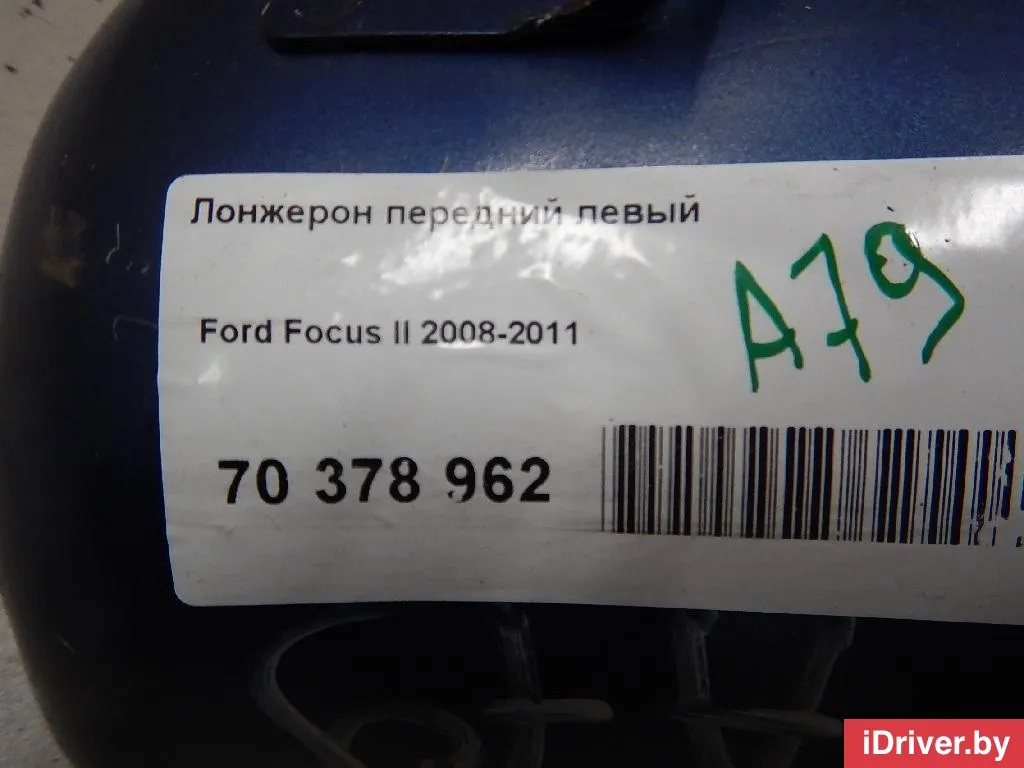 Лонжерон передний левый
A79
Ford Focus II 2008-2011
70 378 962
iDriver.by